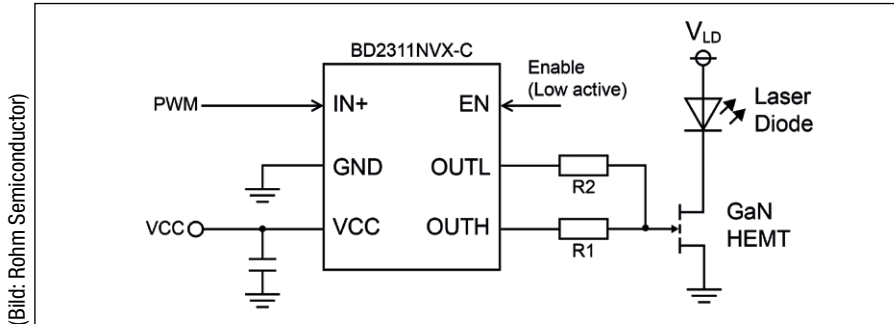 (Bild: Rohm Semiconductor)
BD2311NVX-C
V_LD
PWM
IN+
EN
Enable
(Low active)
Laser
Diode
GND
OUTL
R2
VCC
VCC
OUTH
R1
GaN
HEMT